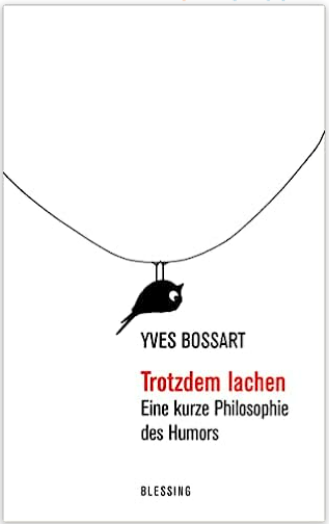 YVES BOSSART
Trotzdem lachen
Eine kurze Philosophie
des Humors
BLESSING